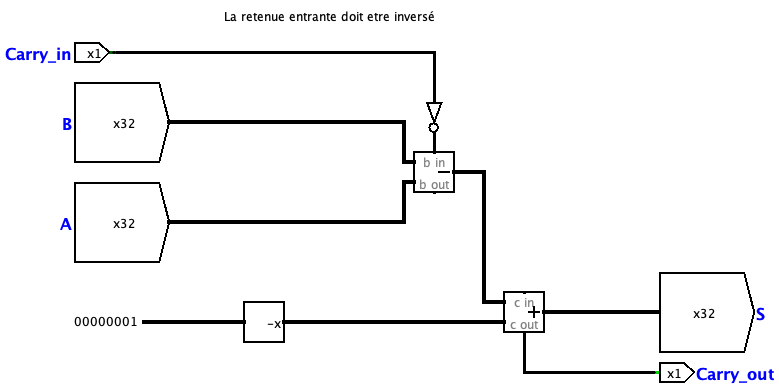 La retenue entrante doit etre inversé
Carry_in
x1
B
x32
b in
b out
A
x32
00000001
-x
c in
c out
x32
S
x1
Carry_out